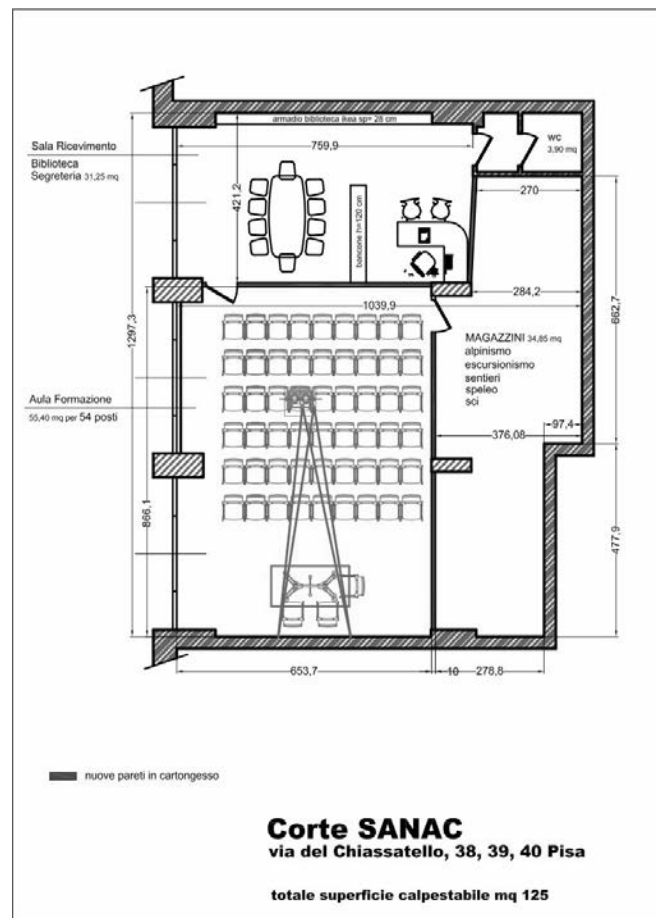 armadio biblioteca ikea sp= 28 cm
Sala Ricevimento
759,9
wc
3,90 mq
Biblioteca
Segreteria 31,25 mq
270
421,2
bancone h=120 cm
284,2
1039,9
1297,3
662,7
MAGAZZINI 34,85 mq
alpinismo
escursionismo
sentieri
speleo
sci
Aula Formazione
55,40 mq per 54 posti
97,4
376,08
866,1
477,9
653,7
10
278,8
nuove pareti in cartongesso
Corte SANAC
via del Chiassatello, 38, 39, 40 Pisa
totale superficie calpestabile mq 125